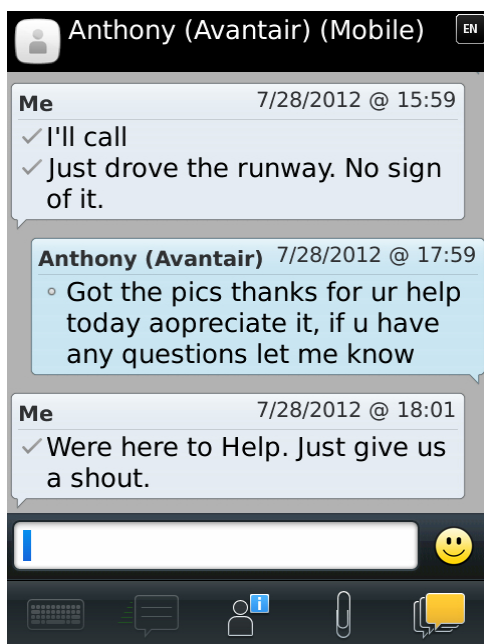 Anthony (Avantair) (Mobile)
EN
Me 7/28/2012 @ 15:59
I'll call
Just drove the runway. No sign
of it.
Anthony (Avantair) 7/28/2012 @ 17:59
Got the pics thanks for ur help
today aopreciate it, if u have
any questions let me know
Me 7/28/2012 @ 18:01
Were here to Help. Just give us
a shout.